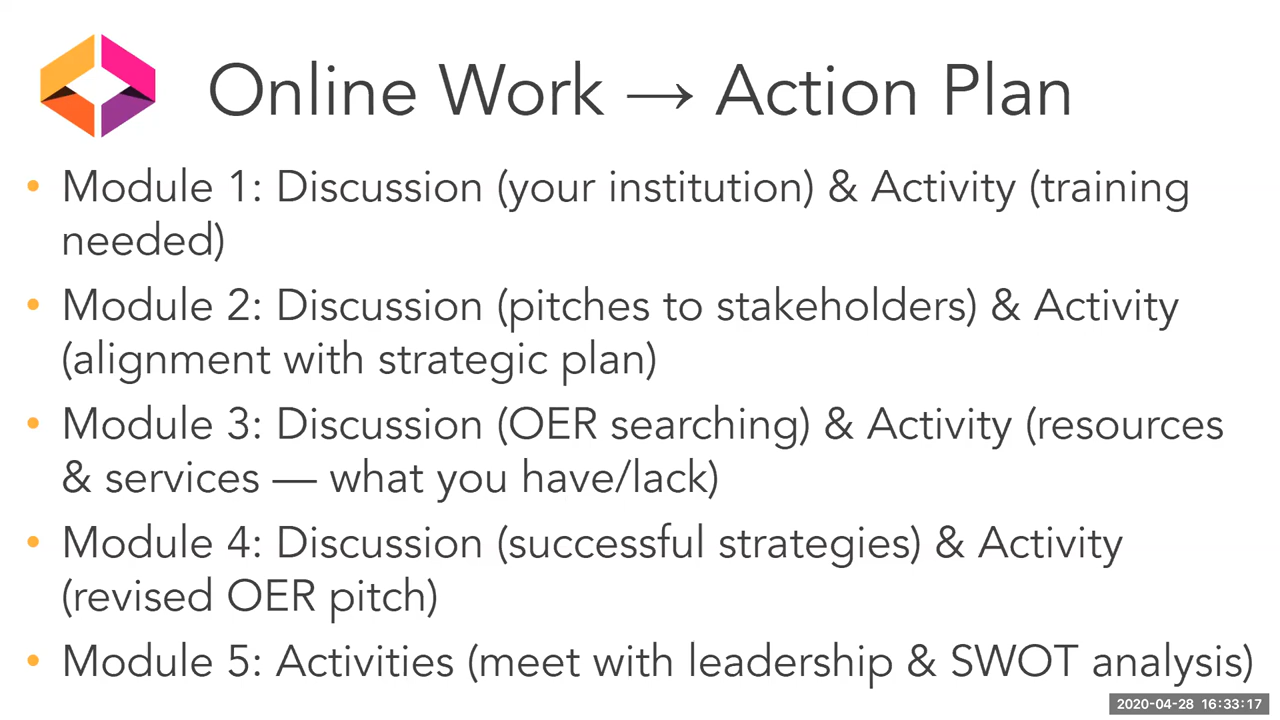 Online Work → Action Plan
• Module 1: Discussion (your institution) & Activity (training
needed)
• Module 2: Discussion (pitches to stakeholders) & Activity
(alignment with strategic plan)
• Module 3: Discussion (OER searching) & Activity (resources
& services — what you have/lack)
• Module 4: Discussion (successful strategies) & Activity
(revised OER pitch)
• Module 5: Activities (meet with leadership & SWOT analysis)
2020-04-28 16:33:17